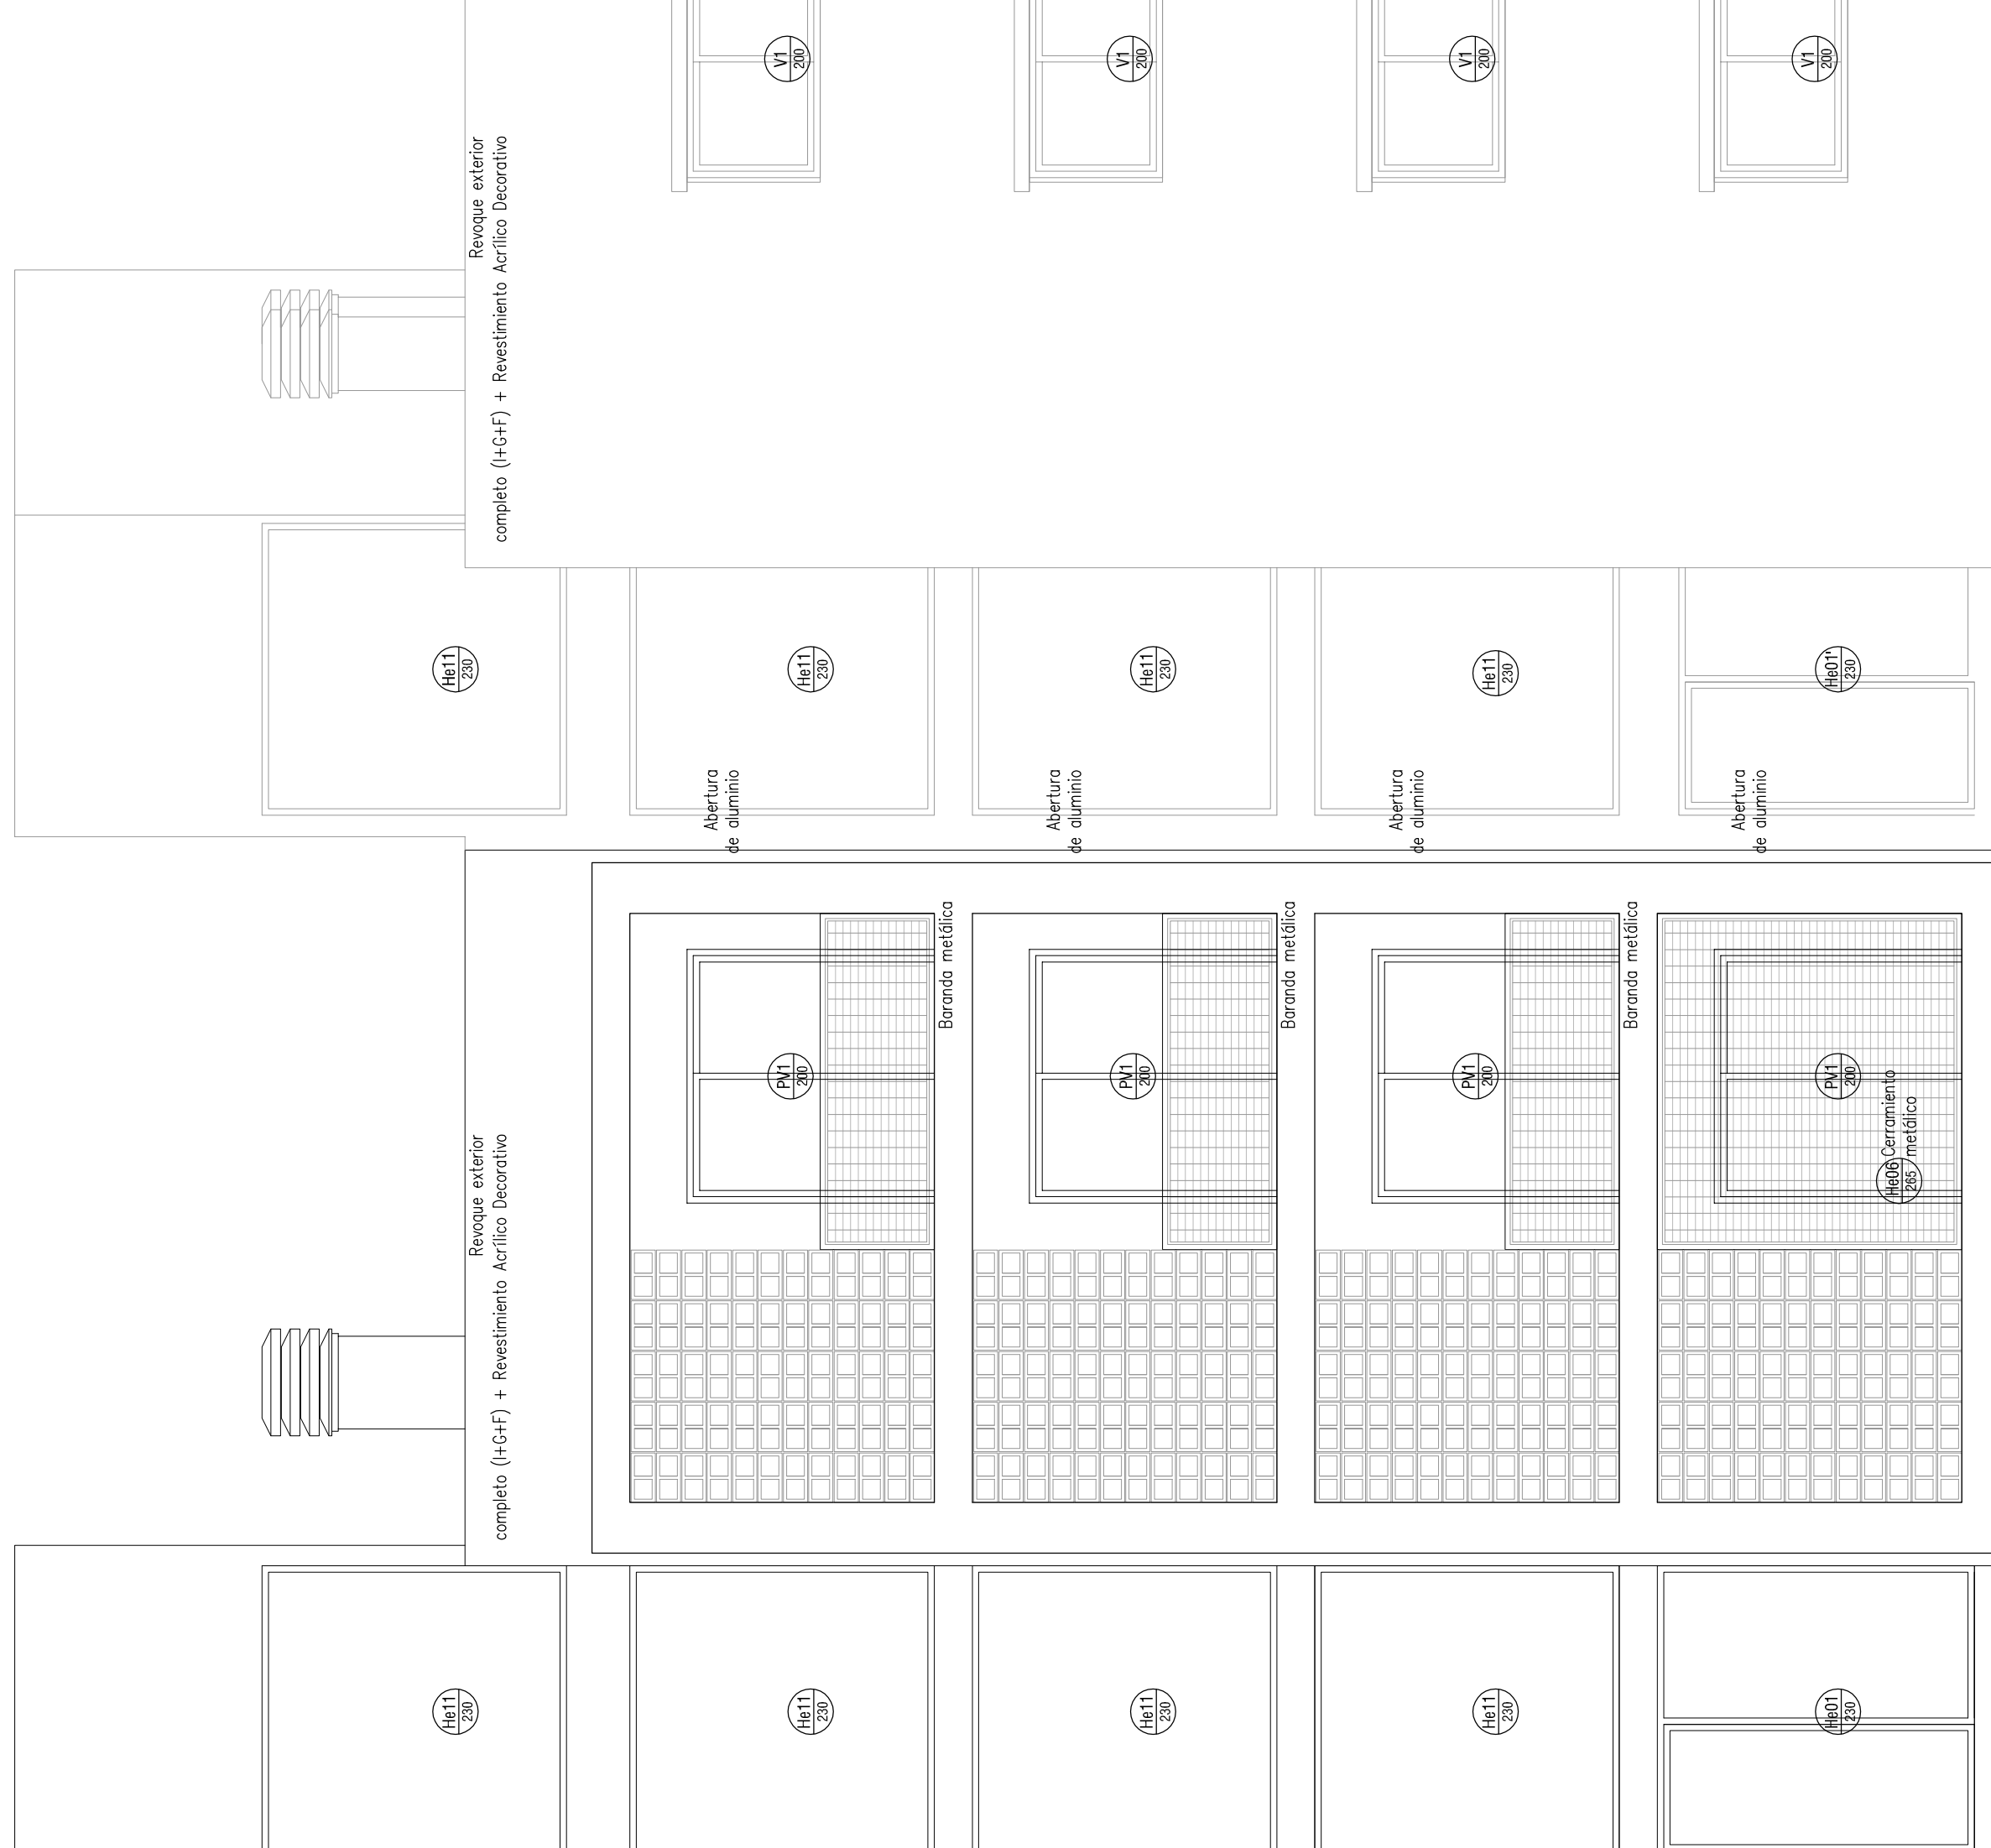 Revoque exterior
completo (I+G+F) + Revestimiento Acrílico Decorativo
V1
200
V1
200
V1
200
V1
200
He11
230
He11
230
He11
230
He11
230
He01'
230
Abertura
de aluminio
Abertura
de aluminio
Abertura
de aluminio
Abertura
de aluminio
Revoque exterior
completo (I+G+F) + Revestimiento Acrílico Decorativo
PV1
200
Baranda metálica
PV1
200
Baranda metálica
PV1
200
Baranda metálica
PV1
200
Cerramiento
metálico
He06
265
He11
230
He11
230
He11
230
He11
230
He01
230